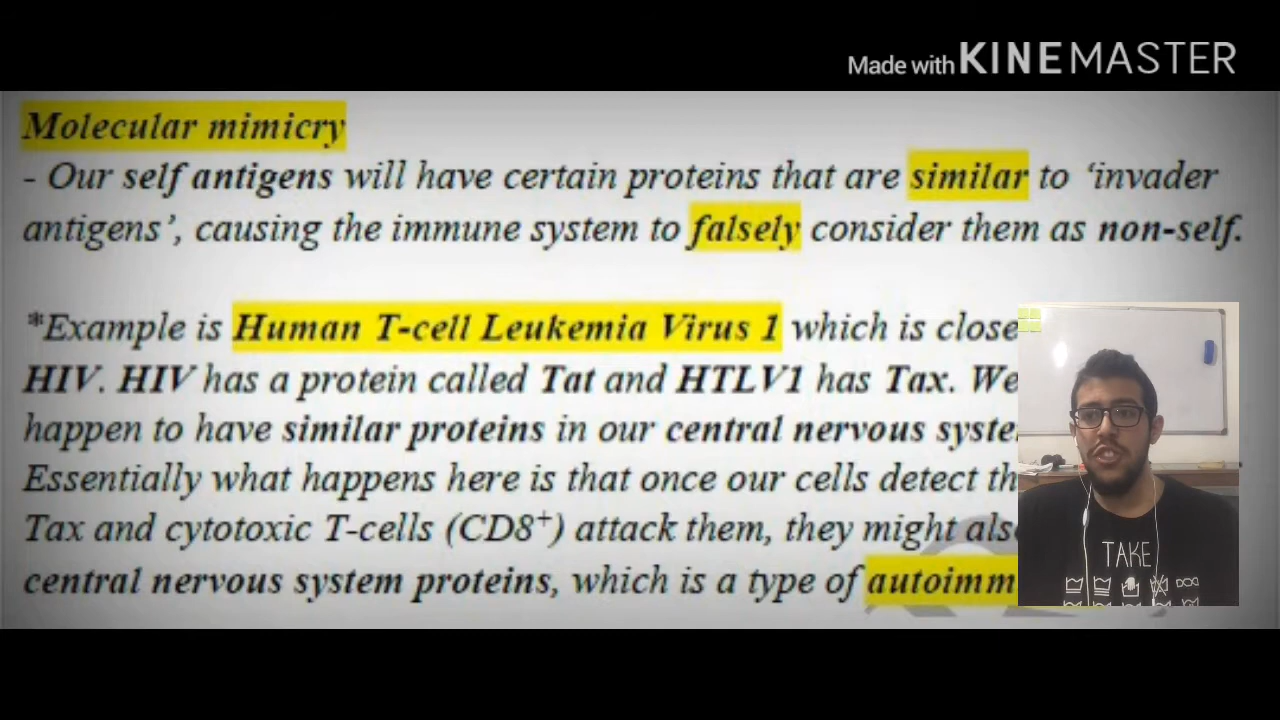 Made with KINEMASTER
Molecular mimicry
- Our self antigens will have certain proteins that are similar to ‘invader
antigens’, causing the immune system to falsely consider them as non-self.
*Example is Human T-cell Leukemia Virus 1 which is close
HIV. HIV has a protein called Tat and HTLV1 has Tax. We
happen to have similar proteins in our central nervous syste
Essentially what happens here is that once our cells detect th
Tax and cytotoxic T-cells (CD8⁺) attack them, they might als
central nervous system proteins, which is a type of autoimm
TAKE